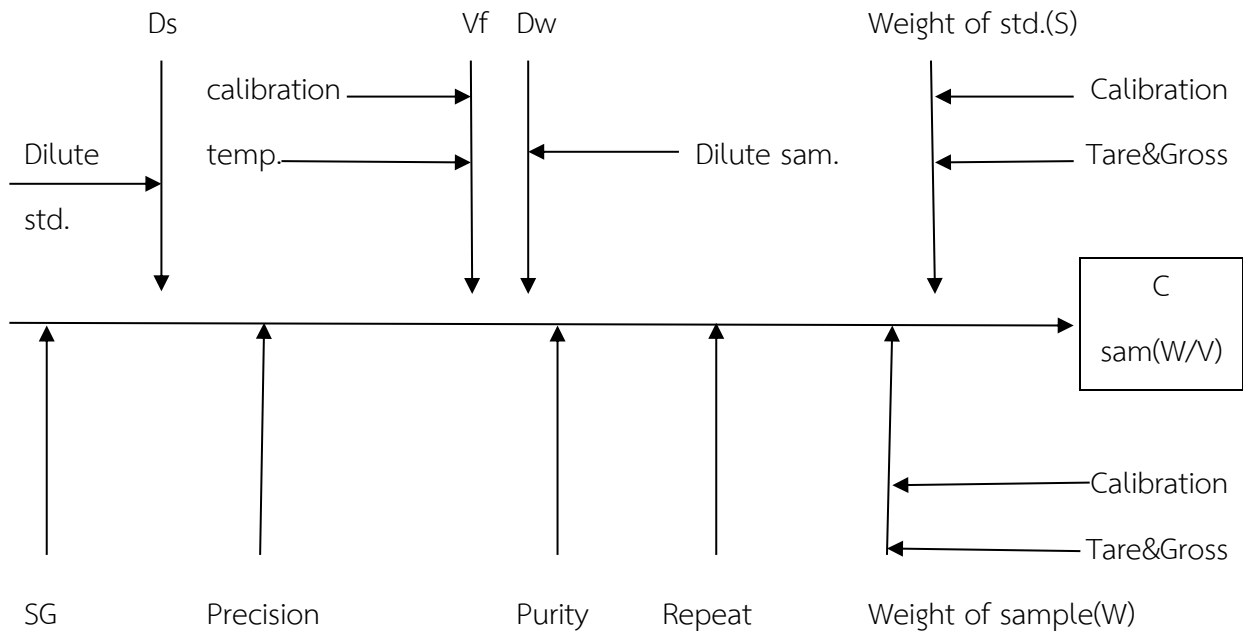 Ds Vf Dw Weight of std.(S)
calibration Calibration
Dilute temp. Dilute sam. Tare&Gross
std.
C
sam(W/V)
Calibration
Tare&Gross
SG Precision Purity Repeat Weight of sample(W)